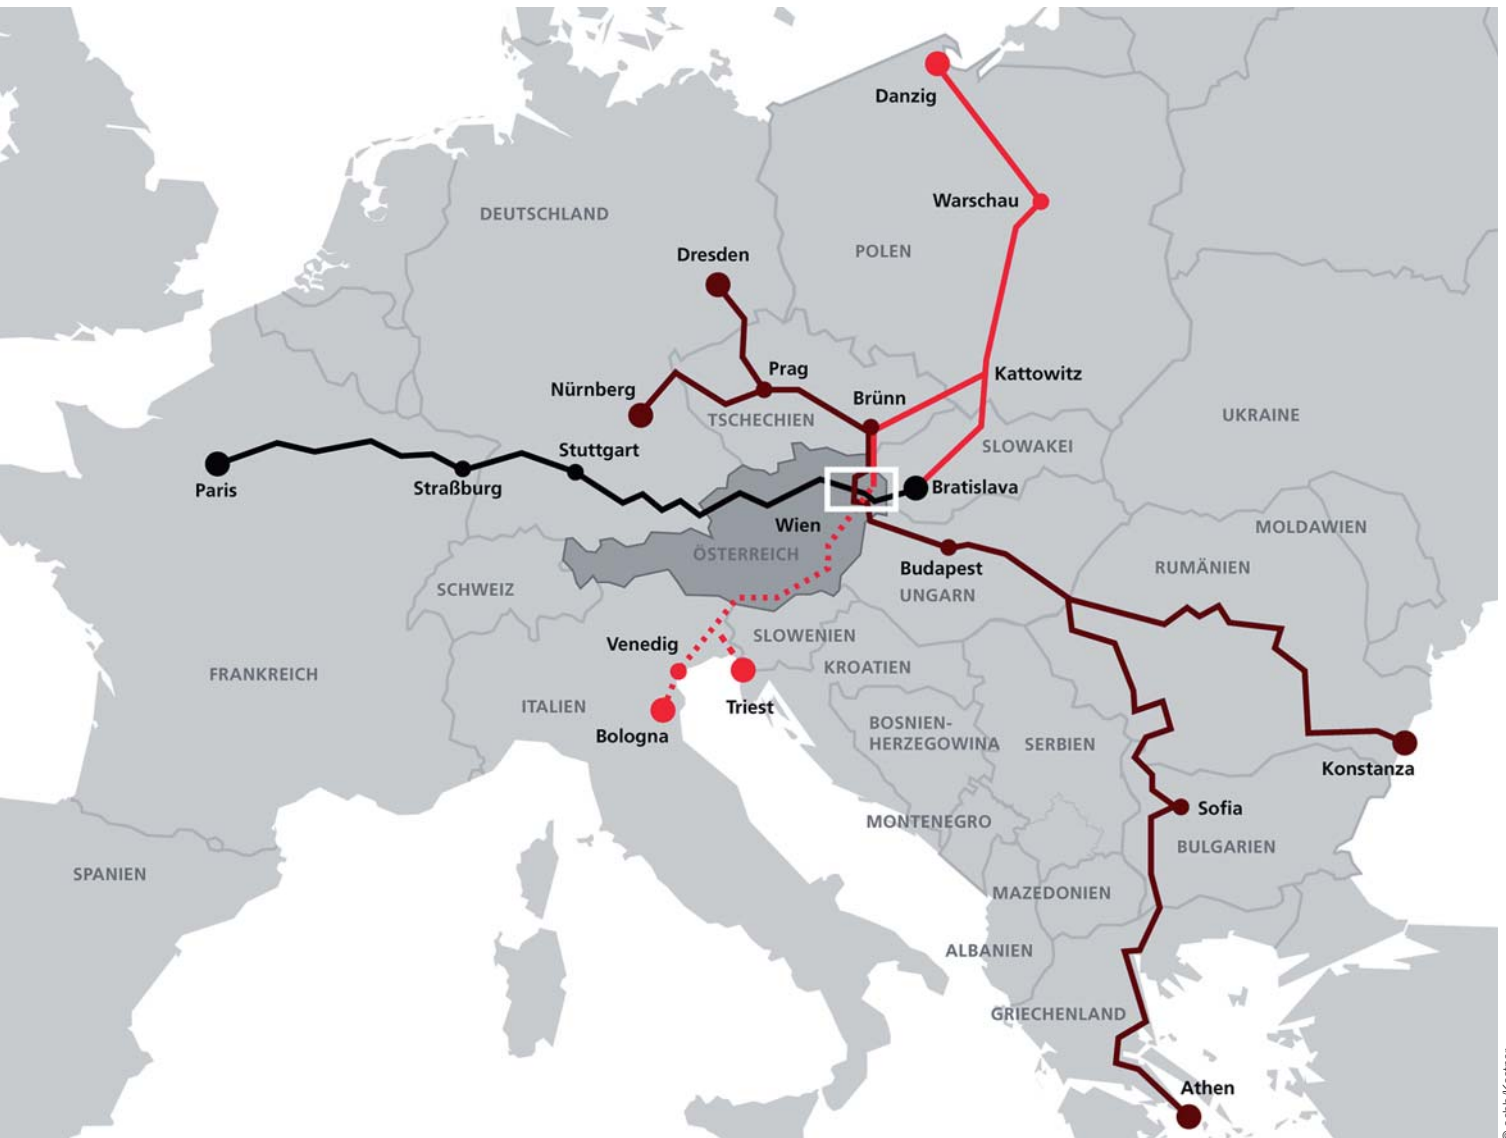 Danzig
Warschau
DEUTSCHLAND
POLEN
Dresden
Prag
Kattowitz
Nürnberg
Brünn
TSCHECHIEN
UKRAINE
SLOWAKEI
Stuttgart
Paris
Straßburg
Bratislava
Wien
MOLDAWIEN
ÖSTERREICH
Budapest
RUMÄNIEN
SCHWEIZ
UNGARN
Venedig
SLOWENIEN
KROATIEN
FRANKREICH
ITALIEN
Triest
Bologna
BOSNIEN-
HERZEGOWINA
SERBIEN
Konstanza
Sofia
MONTENEGRO
BULGARIEN
SPANIEN
MAZEDONIEN
ALBANIEN
GRIECHENLAND
Athen